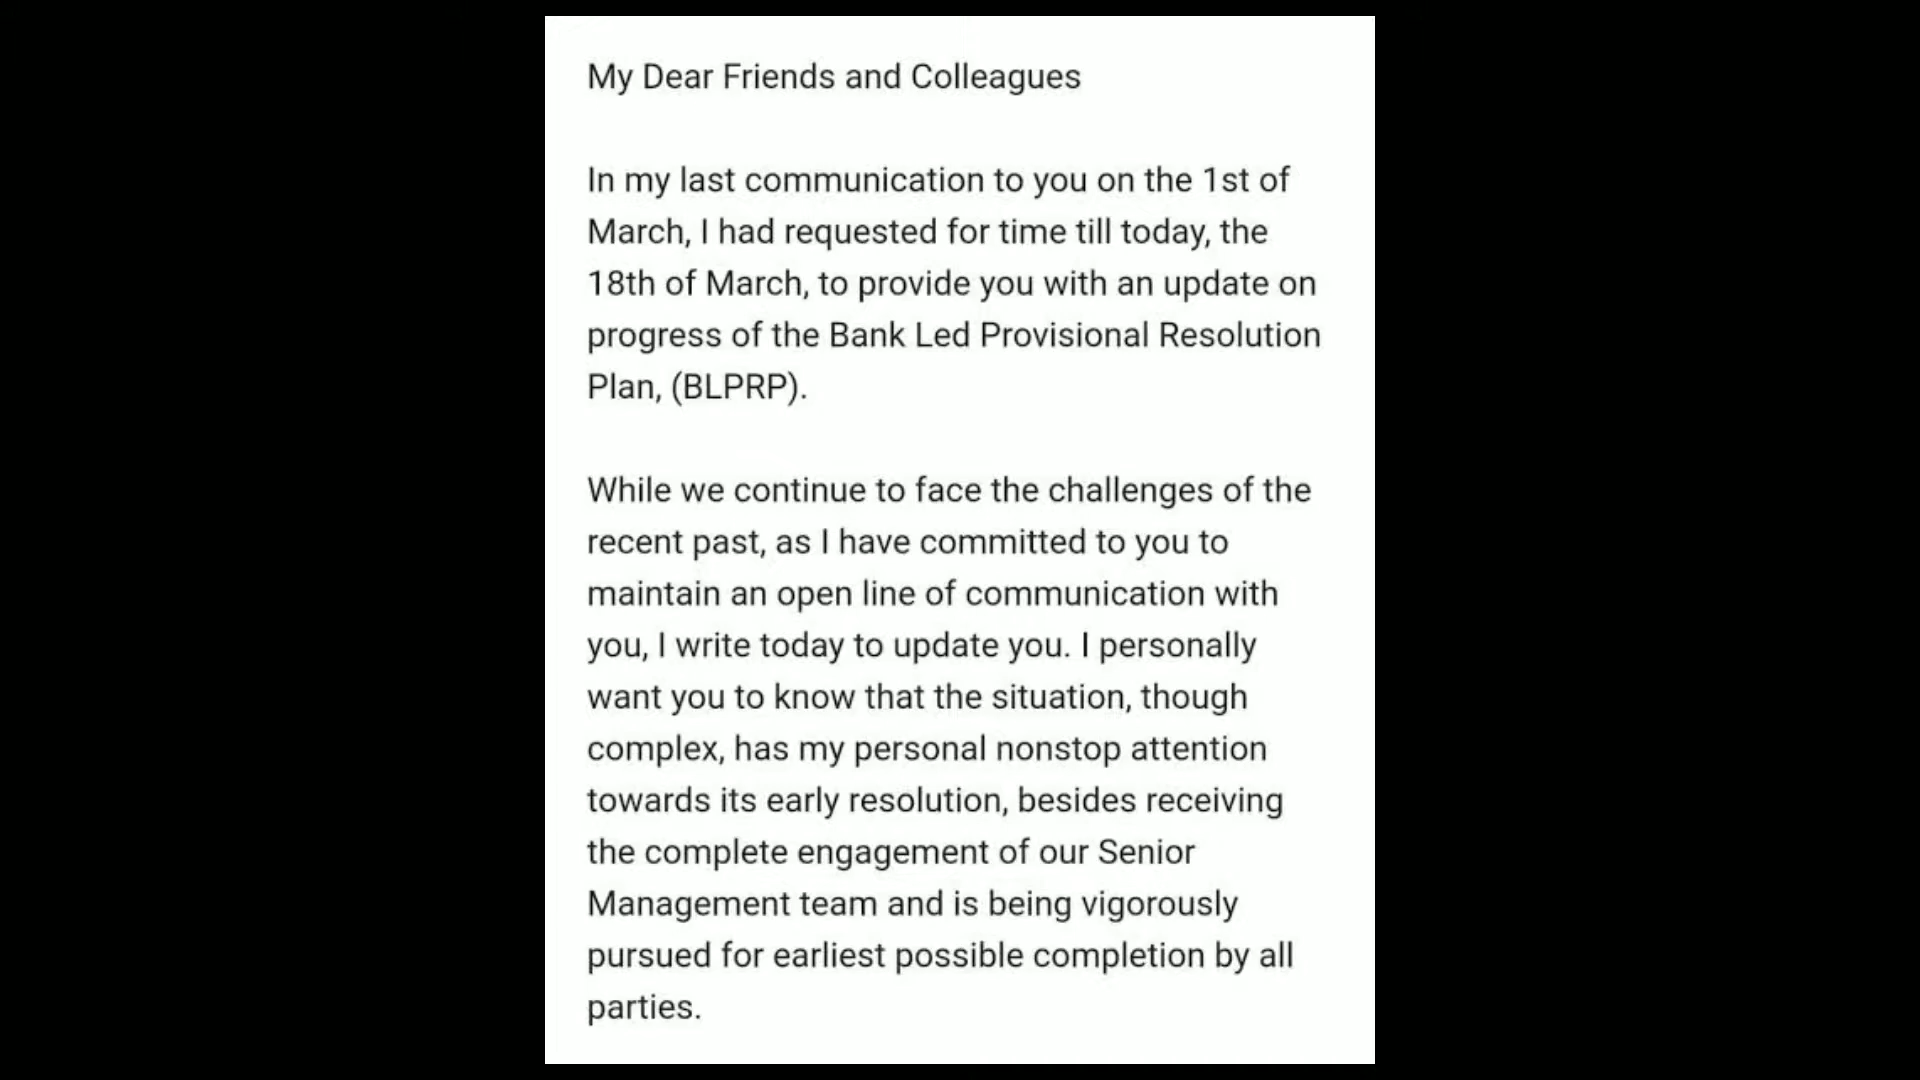 My Dear Friends and Colleagues
In my last communication to you on the 1st of
March, I had requested for time till today, the
18th of March, to provide you with an update on
progress of the Bank Led Provisional Resolution
Plan, (BLPRP).
While we continue to face the challenges of the
recent past, as I have committed to you to
maintain an open line of communication with
you, I write today to update you. I personally
want you to know that the situation, though
complex, has my personal nonstop attention
towards its early resolution, besides receiving
the complete engagement of our Senior
Management team and is being vigorously
pursued for earliest possible completion by all
parties.